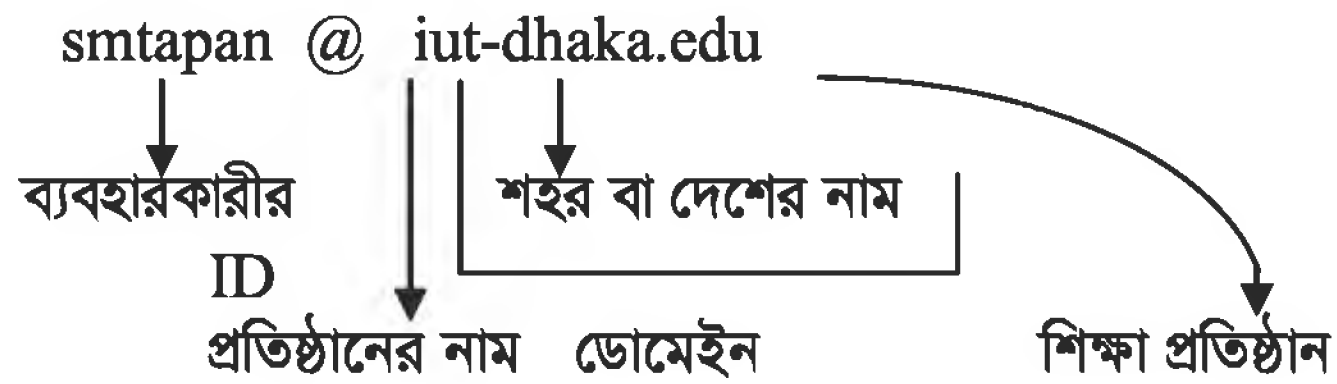 smtapan @ iut-dhaka.edu
ব্যবহারকারীর শহর বা দেশের নাম
ID
প্রতিষ্ঠানের নাম ডোমেইন শিক্ষা প্রতিষ্ঠান